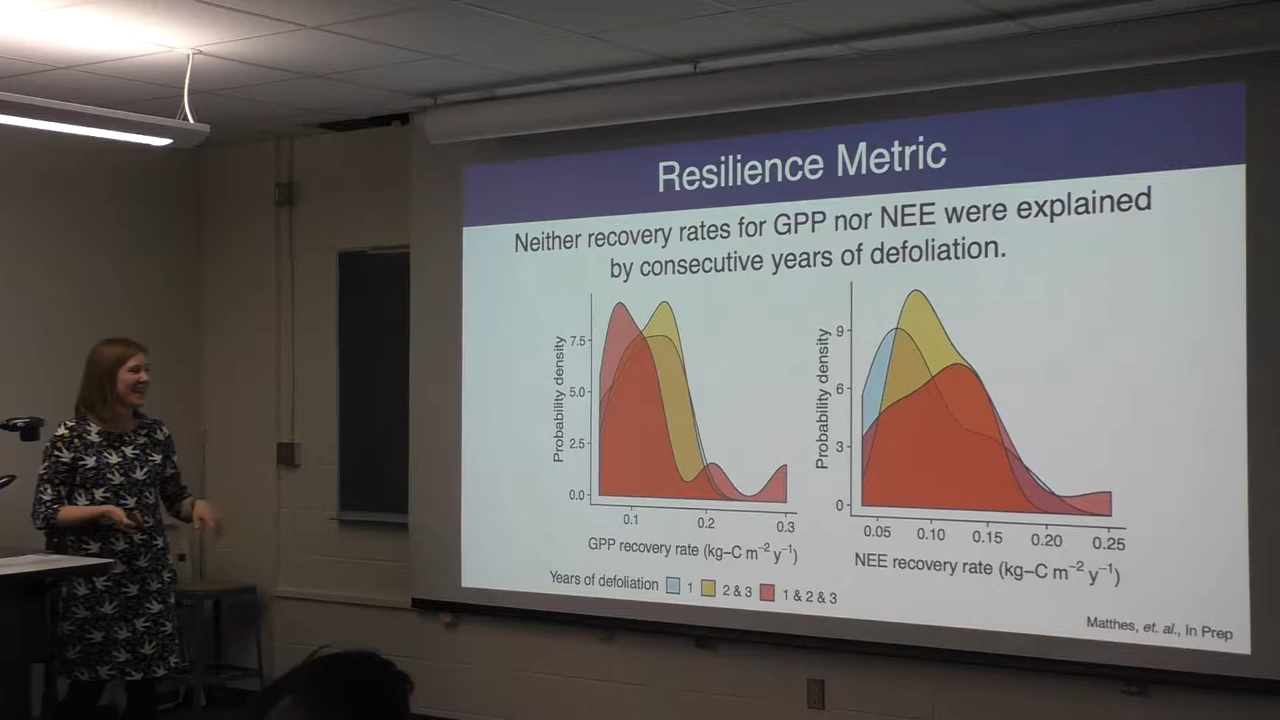 Resilience Metric
Neither recovery rates for GPP nor NEE were explained
by consecutive years of defoliation.
Probability density
7.5
5.0
2.5
0.0
0.1 0.2 0.3
GPP recovery rate (kg–C m⁻² y⁻¹)
Probability density
9
6
3
0
0.05 0.10 0.15 0.20 0.25
NEE recovery rate (kg–C m⁻² y⁻¹)
Years of defoliation 1 2 & 3 1 & 2 & 3
Matthes, et. al., In Prep